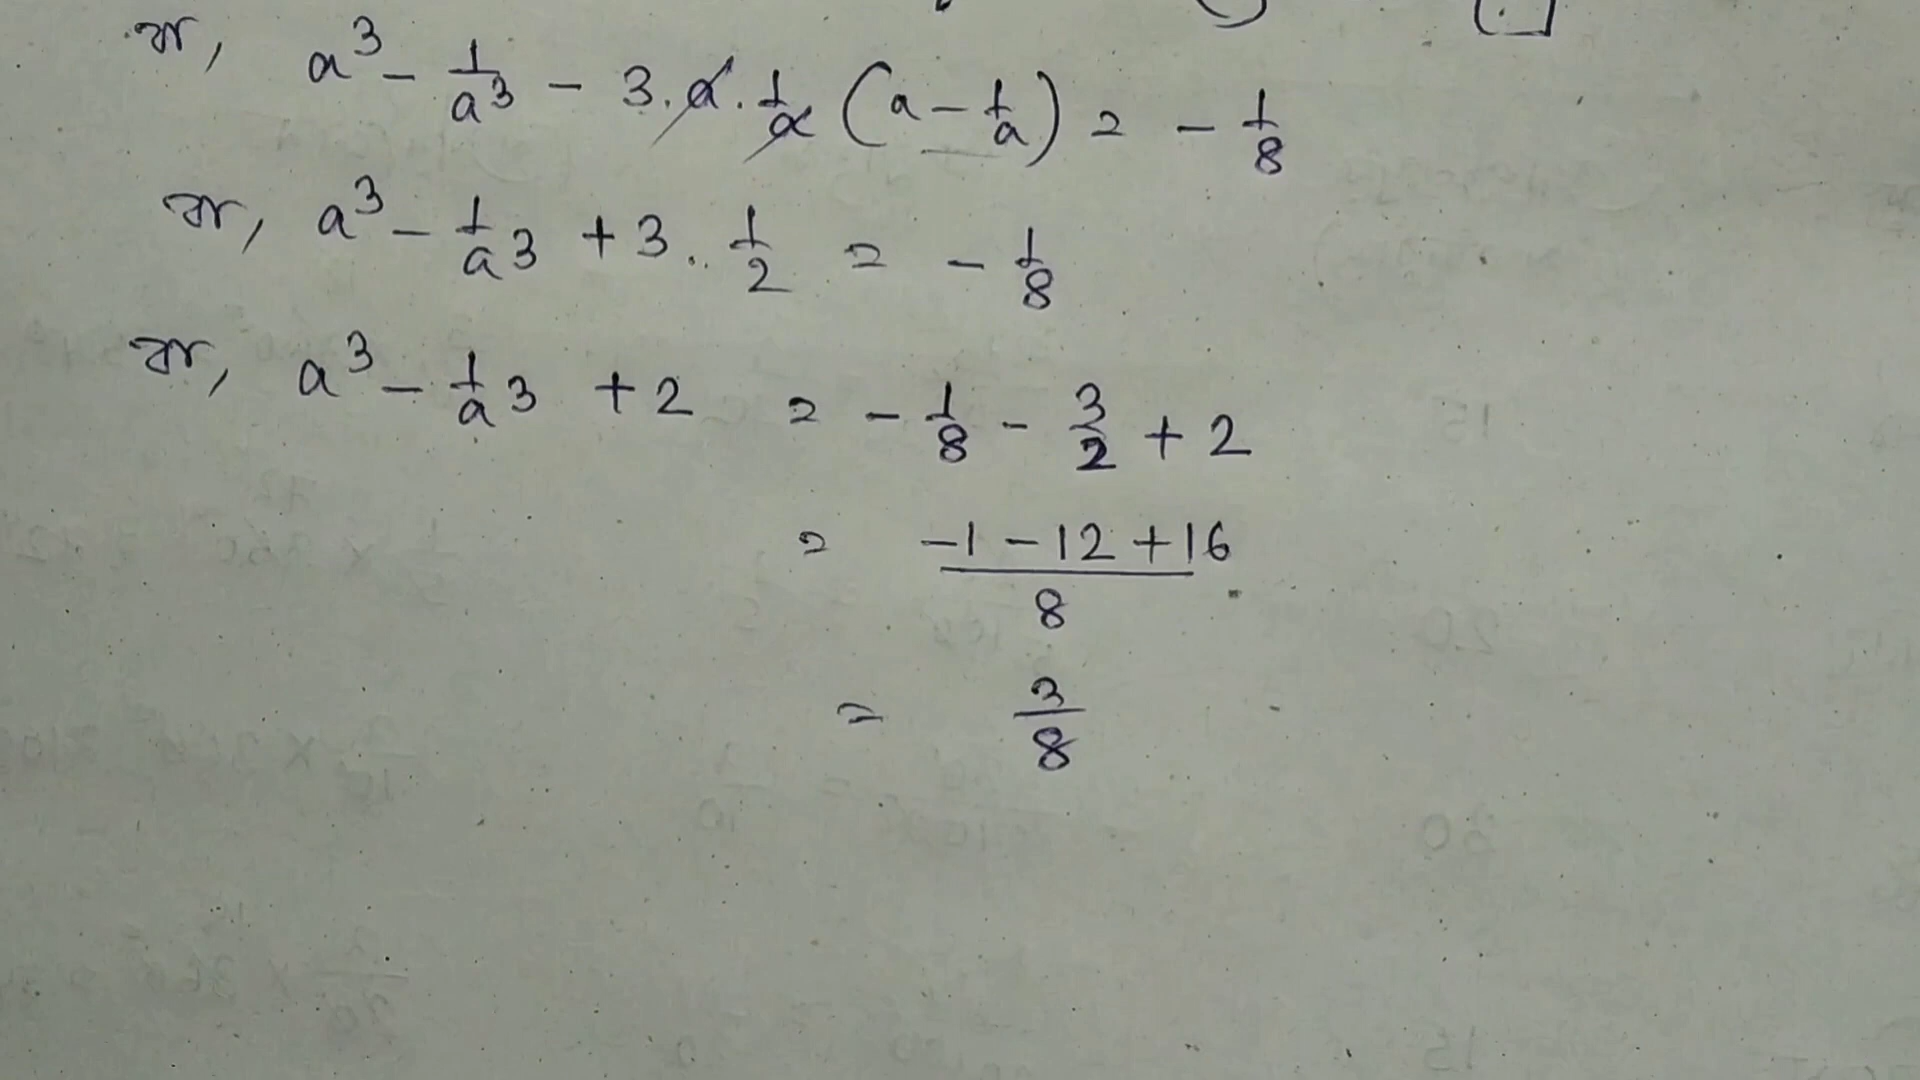 বা, a³ - 1/a³ - 3.a.1/a (a - 1/a) = - 1/8
বা, a³ - 1/a³ + 3. 1/2 = - 1/8
বা, a³ - 1/a³ + 2 = - 1/8 - 3/2 + 2
= (-1 - 12 + 16)/8
= 3/8